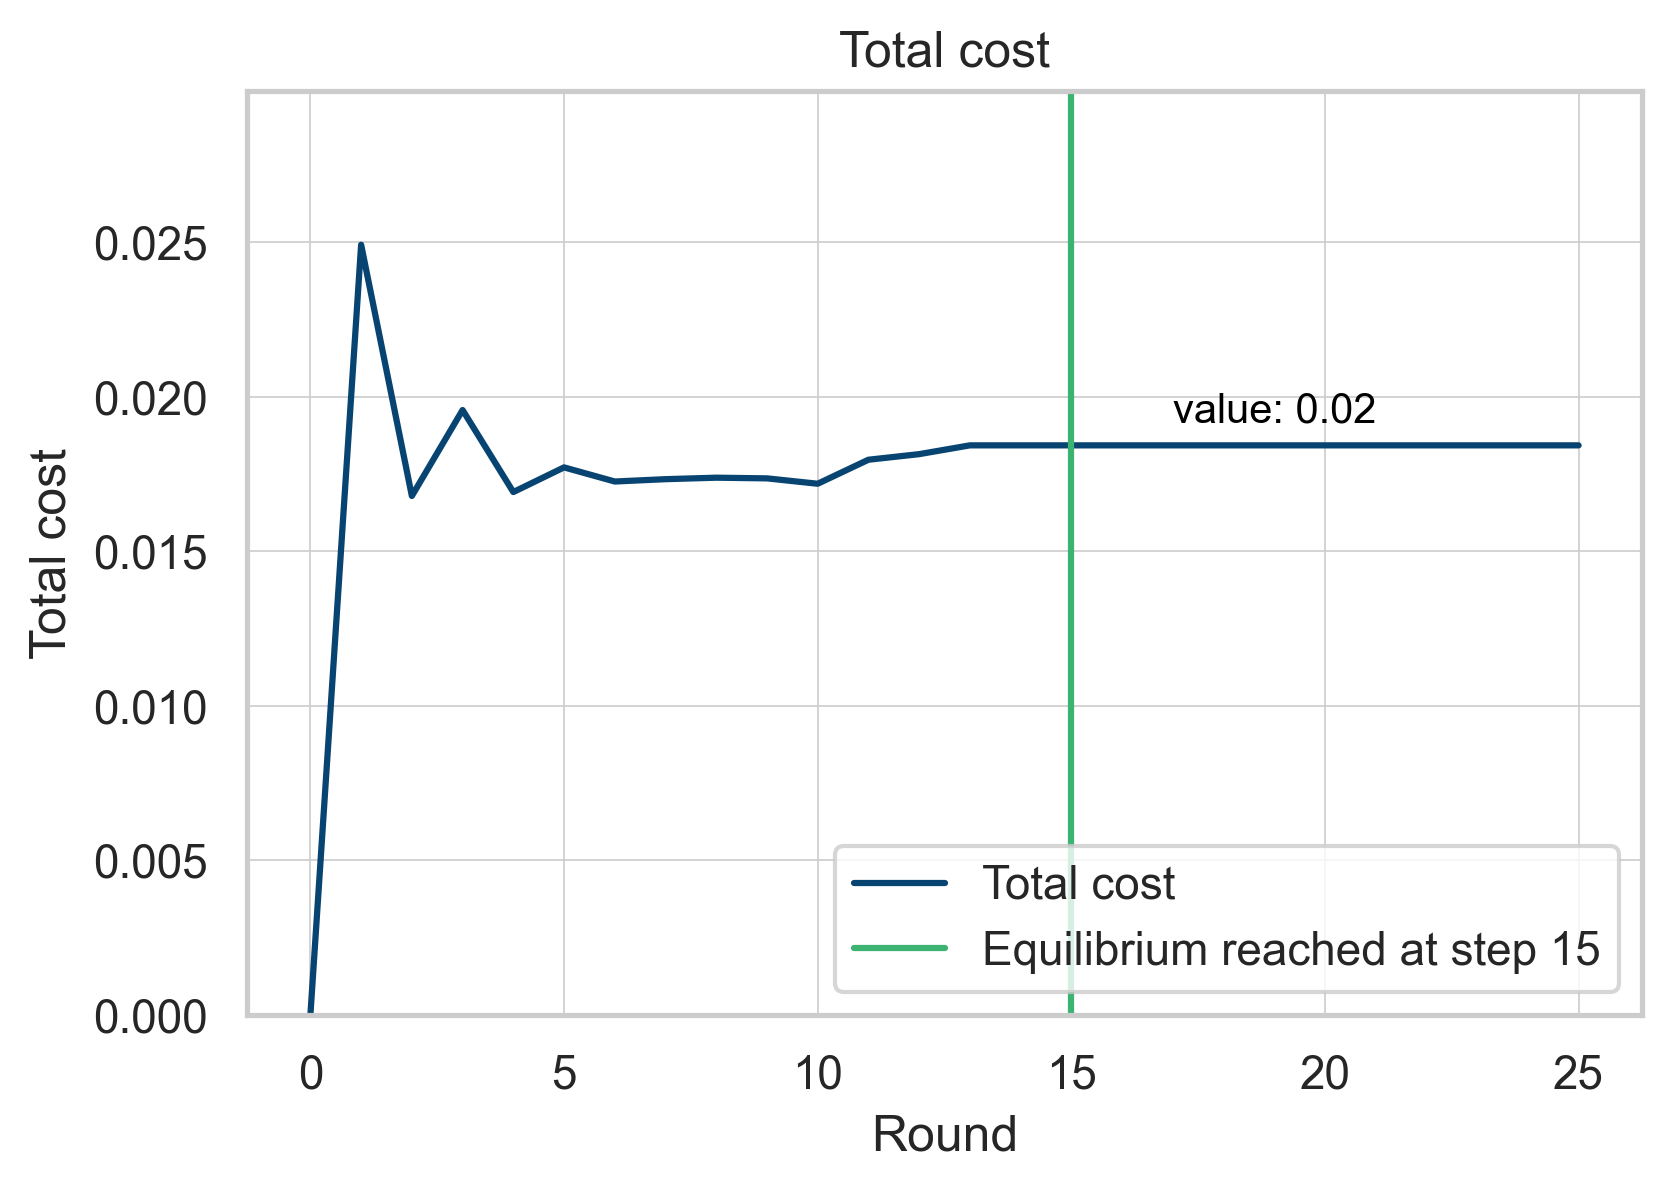 Total cost
Total cost
0.025
0.020
0.015
0.010
0.005
0.000
value: 0.02
Total cost
Equilibrium reached at step 15
0 5 10 15 20 25
Round